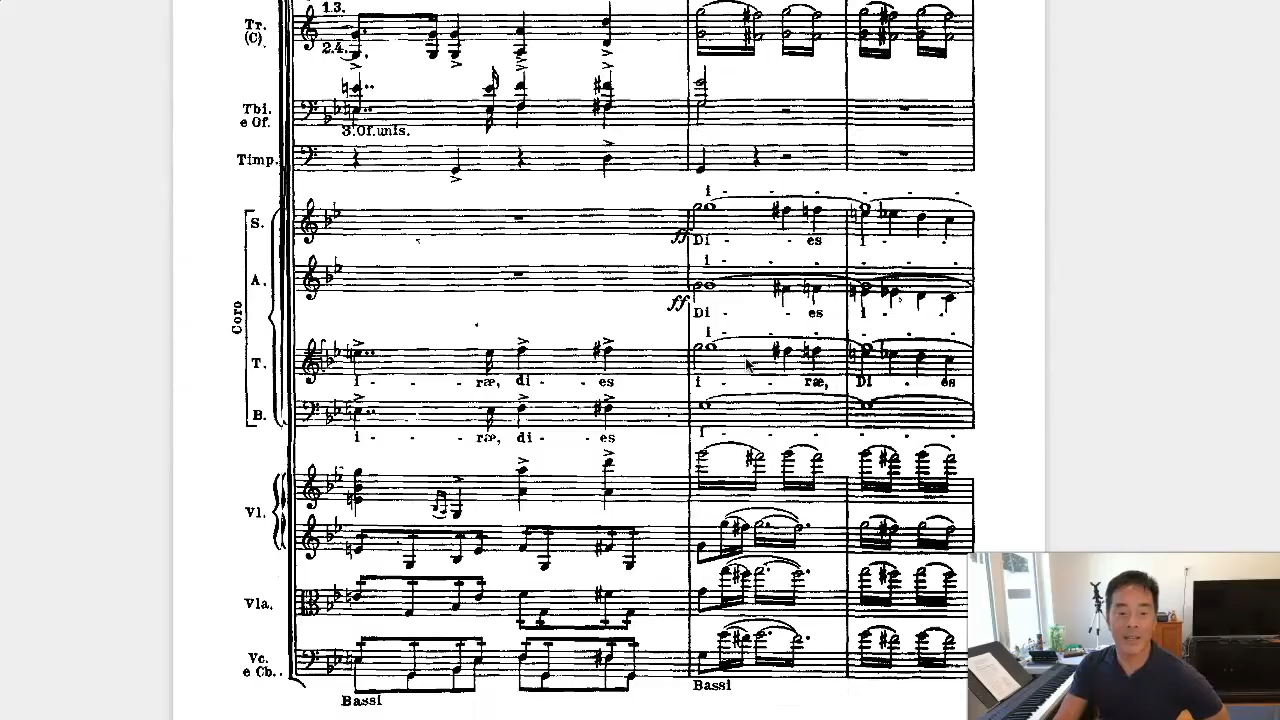 1.3.
Tr.
(C).
2.4.
Tbi.
e Of.
3. Of. unis.
Timp.
i - - - - - -
S.
ff Di - - es i - -
i - - - - - -
A.
ff Di - - es i - -
i - - - - - -
Coro
T.
i - - - ræ, di - - es i - - ræ, Di - es
B.
i - - - ræ, di - - es i - - - - - -
Vl.
Vla.
Vc.
e Cb..
Bassi Bassi